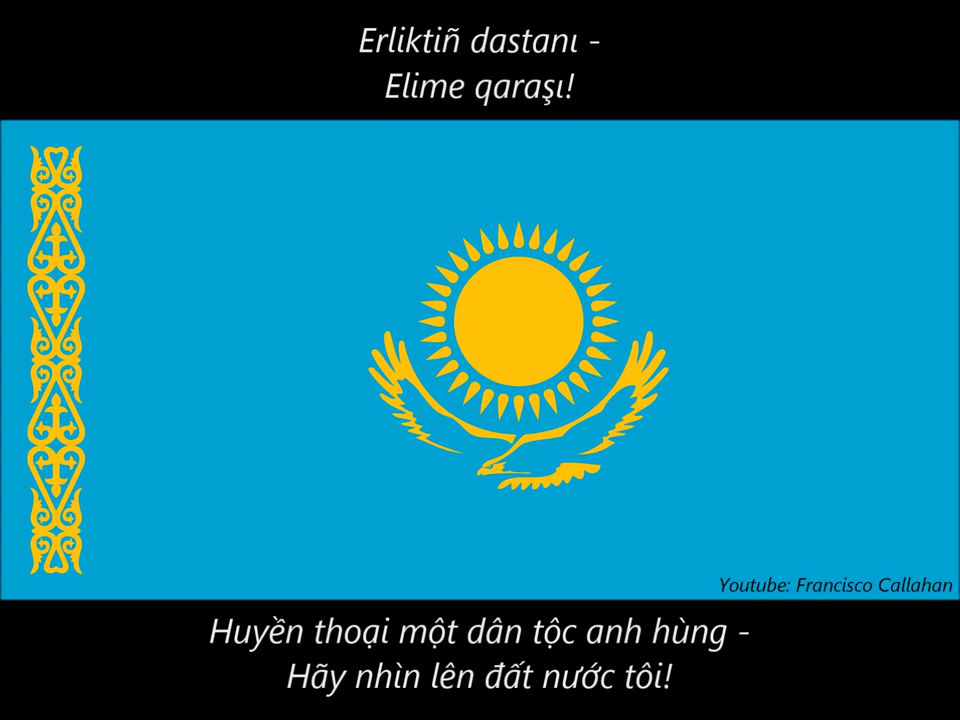 Erliktiñ dastanı -
Elime qaraşı!
Youtube: Francisco Callahan
Huyền thoại một dân tộc anh hùng -
Hãy nhìn lên đất nước tôi!